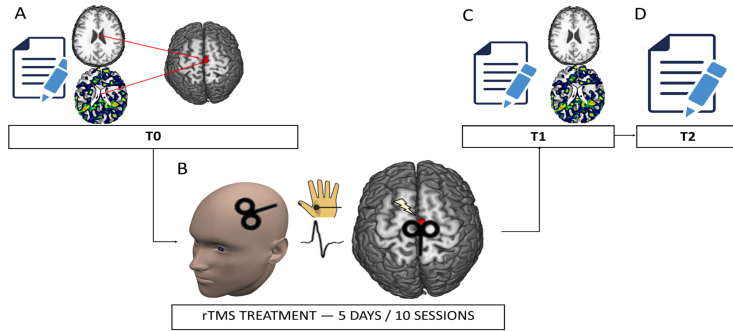 A
C
D
T0
T1
T2
B
rTMS TREATMENT — 5 DAYS / 10 SESSIONS